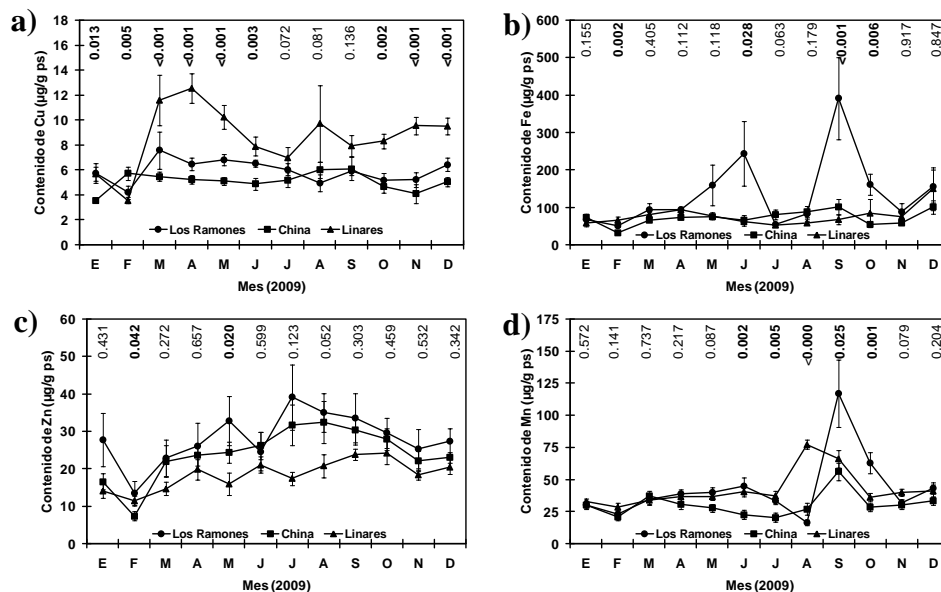 a)
0.013 0.005 <0.001 <0.001 <0.001 0.003 0.072 0.081 0.136 0.002 <0.001 <0.001
Contenido de Cu (µg/g ps)
18
16
14
12
10
8
6
4
2
0
Los Ramones China Linares
E F M A M J J A S O N D
Mes (2009)
b)
0.155 0.002 0.405 0.112 0.118 0.028 0.063 0.179 <0.001 0.006 0.917 0.847
Contenido de Fe (µg/g ps)
600
500
400
300
200
100
0
Los Ramones China Linares
E F M A M J J A S O N D
Mes (2009)
c)
0.431 0.042 0.272 0.657 0.020 0.599 0.123 0.052 0.303 0.459 0.532 0.342
Contenido de Zn (µg/g ps)
60
50
40
30
20
10
0
Los Ramones China Linares
E F M A M J J A S O N D
Mes (2009)
d)
0.572 0.141 0.737 0.217 0.087 0.002 0.005 <0.000 0.025 0.001 0.079 0.204
Contenido de Mn (µg/g ps)
175
150
125
100
75
50
25
0
Los Ramones China Linares
E F M A M J J A S O N D
Mes (2009)